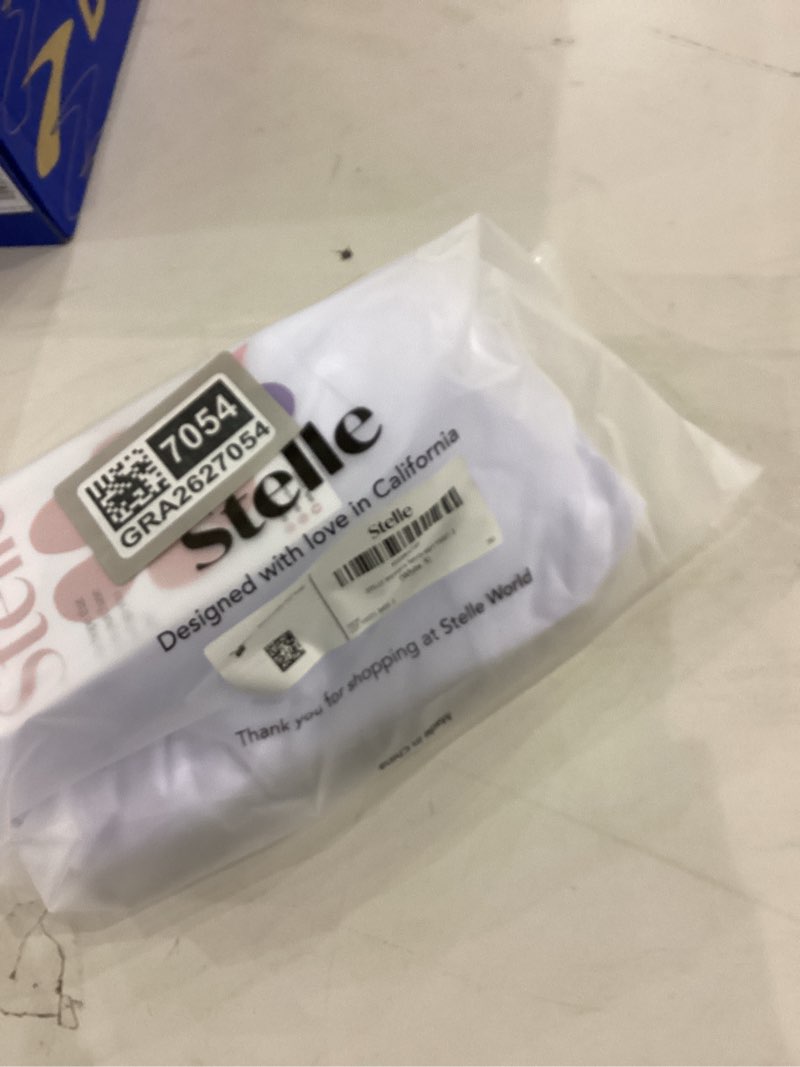 7054
GRA2627054
Stelle
Designed with love in California
Stelle
Thank you for shopping at Stelle World
Made in China